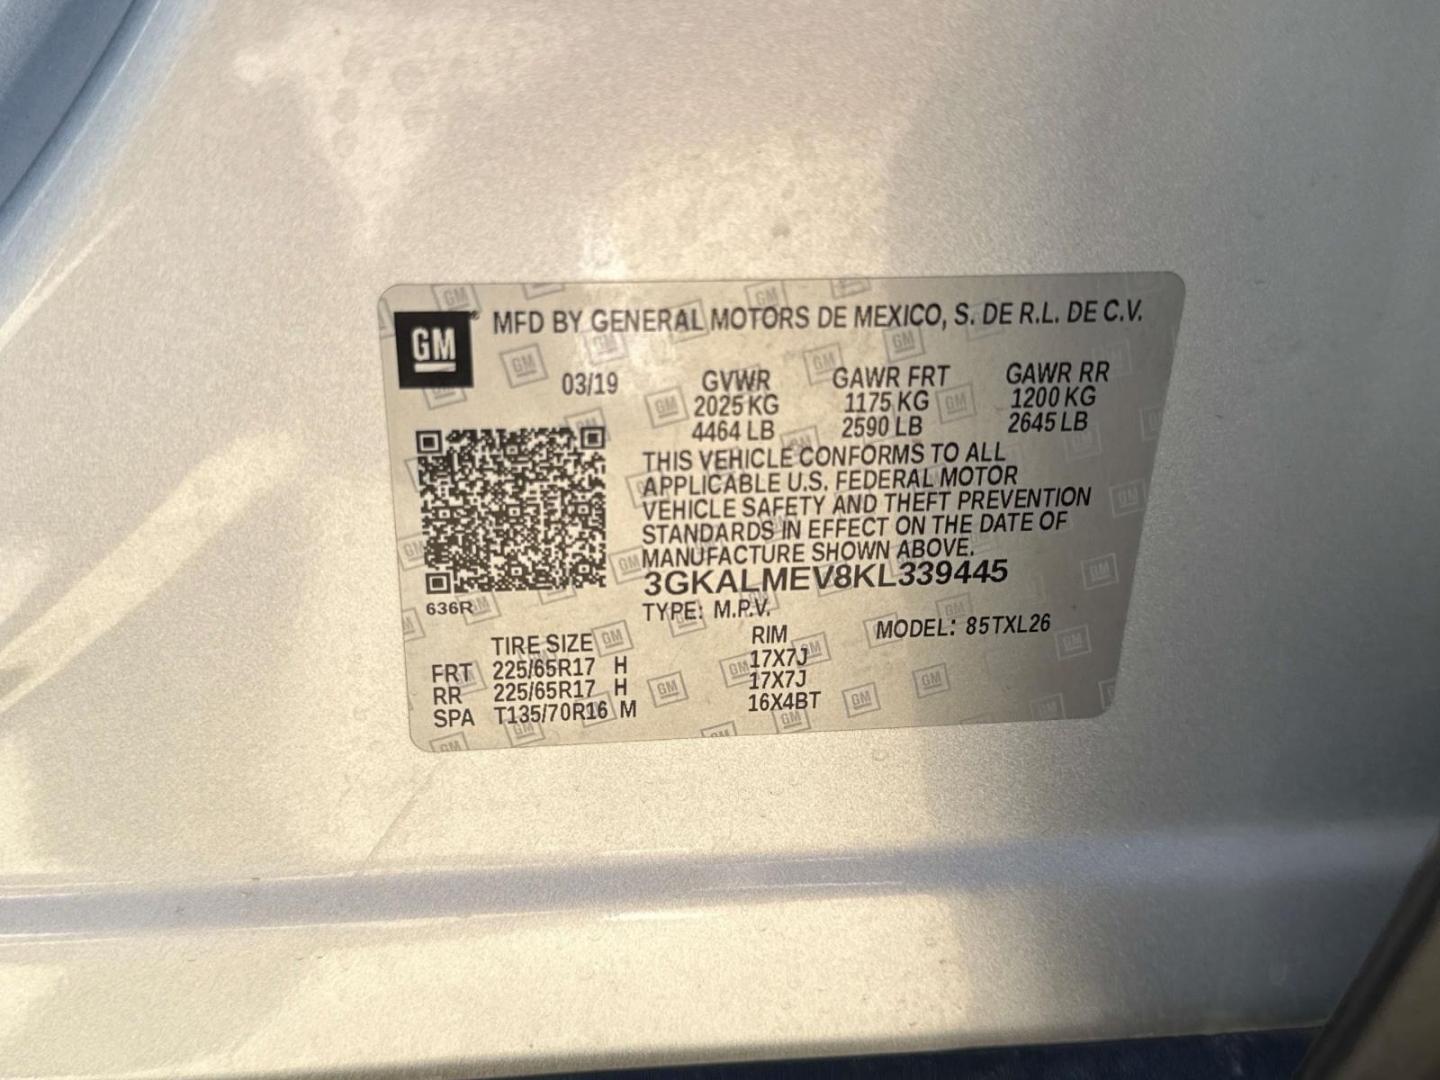 GM
MFD BY GENERAL MOTORS DE MEXICO, S. DE R.L. DE C.V.
03/19 GVWR GAWR FRT GAWR RR
2025 KG 1175 KG 1200 KG
4464 LB 2590 LB 2645 LB
THIS VEHICLE CONFORMS TO ALL
APPLICABLE U.S. FEDERAL MOTOR
VEHICLE SAFETY AND THEFT PREVENTION
STANDARDS IN EFFECT ON THE DATE OF
MANUFACTURE SHOWN ABOVE.
3GKALMEV8KL339445
636R
TYPE: M.P.V.
MODEL: 85TXL26
TIRE SIZE RIM
FRT 225/65R17 H 17X7J
RR 225/65R17 H 17X7J
SPA T135/70R16 M 16X4BT